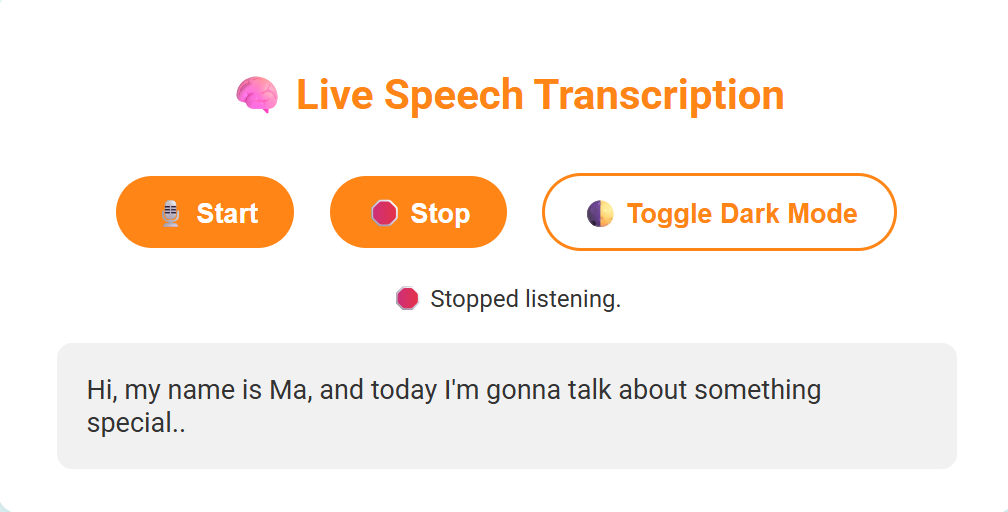 Live Speech Transcription
Start Stop Toggle Dark Mode
Stopped listening.
Hi, my name is Ma, and today I'm gonna talk about something
special..